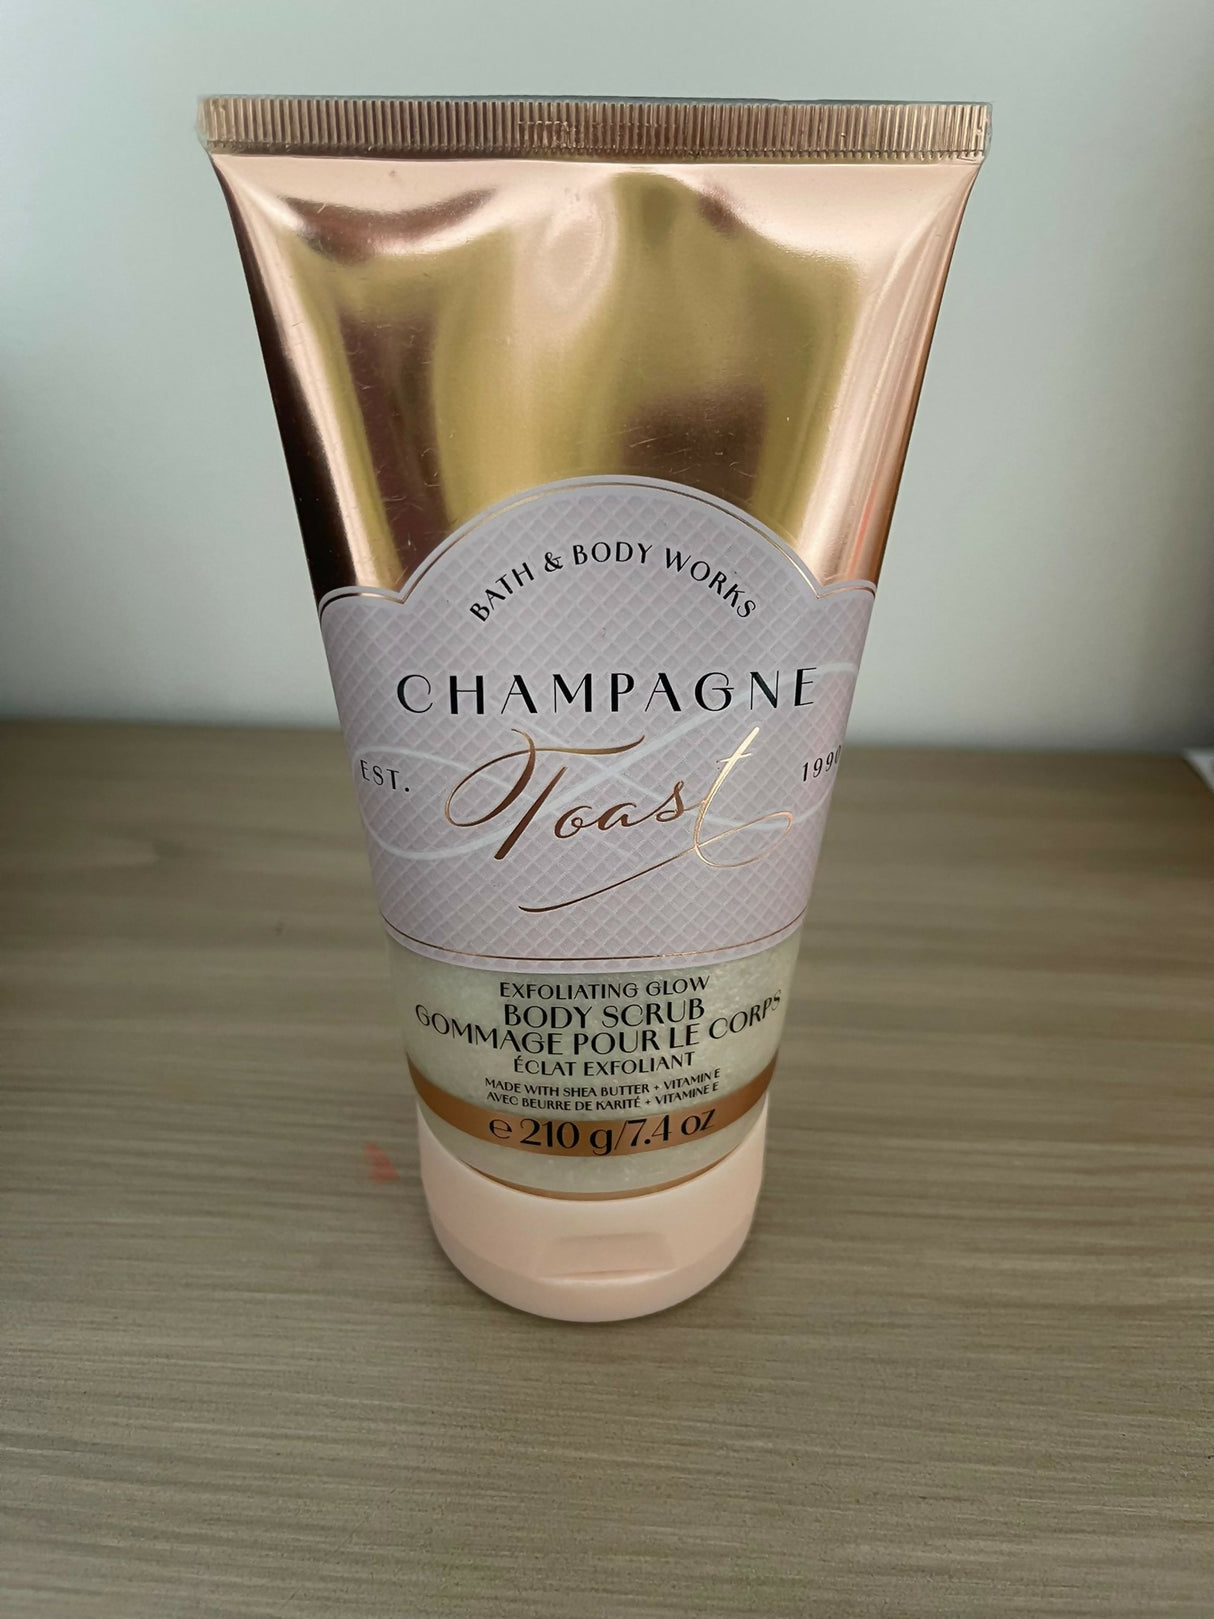 BATH & BODY WORKS
CHAMPAGNE
Toast
EST. 1990
EXFOLIATING GLOW
BODY SCRUB
GOMMAGE POUR LE CORPS
ÉCLAT EXFOLIANT
MADE WITH SHEA BUTTER + VITAMIN E
AVEC BEURRE DE KARITÉ + VITAMINE E
℮ 210 g/7.4 oz